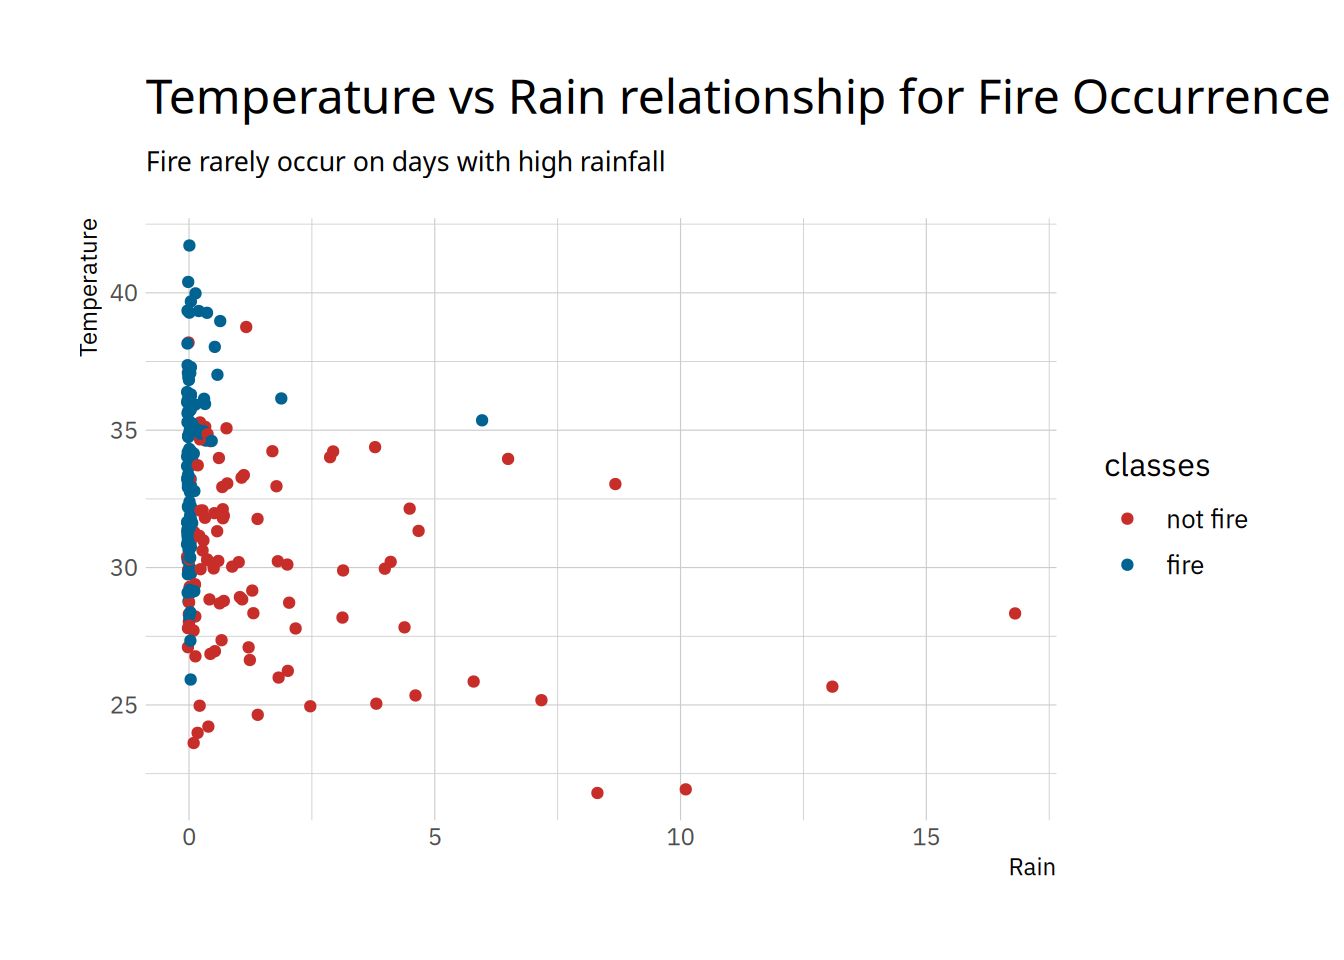 Temperature vs Rain relationship for Fire Occurrence
Fire rarely occur on days with high rainfall
Temperature
40
35
30
25
0 5 10 15
Rain
classes
not fire
fire